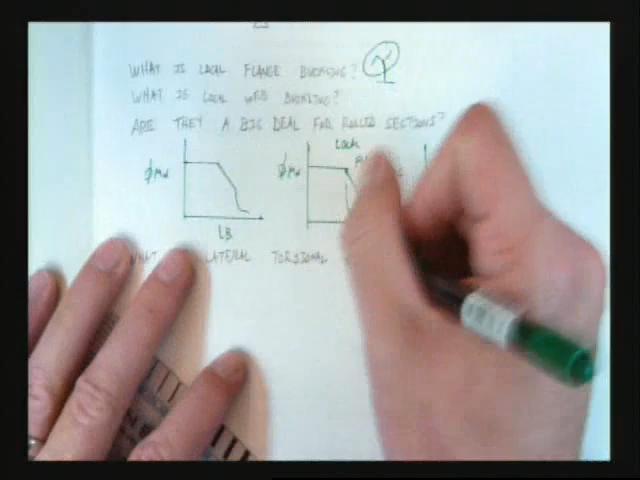 WHAT IS LOCAL FLANGE BUCKLING?
WHAT IS LOCAL WEB BUCKLING?
ARE THEY A BIG DEAL FOR ROLLED SECTIONS?
LOCAL
ϕMn ϕMn
LB
WHAT LATERAL TORSIONAL